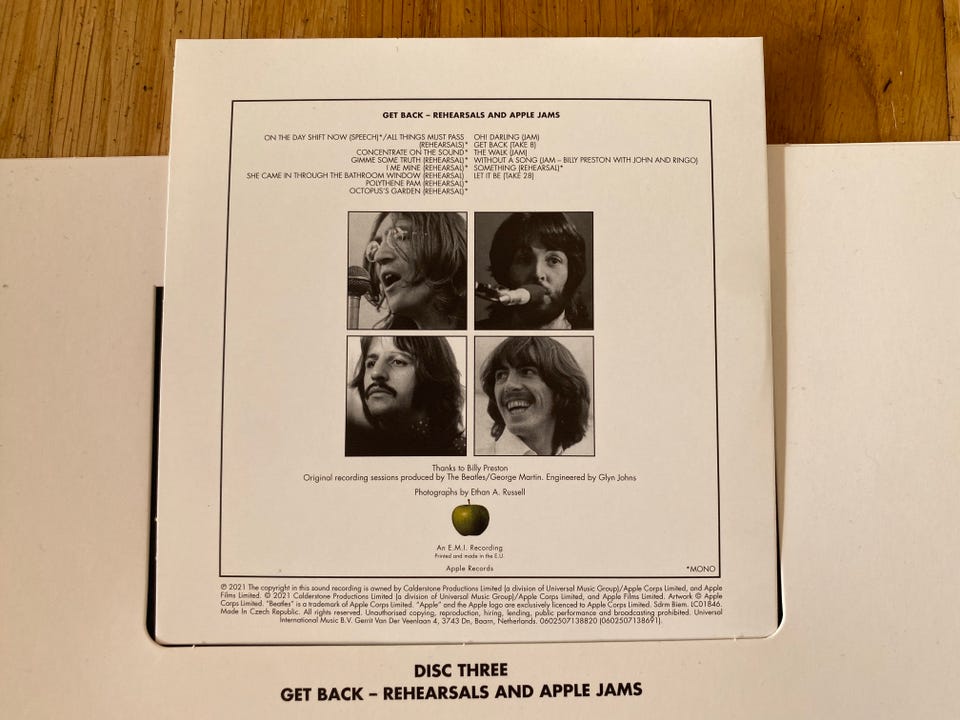 GET BACK – REHEARSALS AND APPLE JAMS
ON THE DAY SHIFT NOW (SPEECH)*/ALL THINGS MUST PASS
(REHEARSALS)*
CONCENTRATE ON THE SOUND*
GIMME SOME TRUTH (REHEARSAL)*
I ME MINE (REHEARSAL)*
SHE CAME IN THROUGH THE BATHROOM WINDOW (REHEARSAL)
POLYTHENE PAM (REHEARSAL)*
OCTOPUS'S GARDEN (REHEARSAL)*
OH! DARLING (JAM)
GET BACK (TAKE 8)
THE WALK (JAM)
WITHOUT A SONG (JAM – BILLY PRESTON WITH JOHN AND RINGO)
SOMETHING (REHEARSAL)*
LET IT BE (TAKE 28)
Thanks to Billy Preston
Original recording sessions produced by The Beatles/George Martin. Engineered by Glyn Johns
Photographs by Ethan A. Russell
An E.M.I. Recording
Printed and made in the E.U.
Apple Records
*MONO
℗ 2021 The copyright in this sound recording is owned by Calderstone Productions Limited (a division of Universal Music Group)/Apple Corps Limited, and Apple
Films Limited. © 2021 Calderstone Productions Limited (a division of Universal Music Group)/Apple Corps Limited, and Apple Films Limited. Artwork © Apple
Corps Limited. "Beatles" is a trademark of Apple Corps Limited. "Apple" and the Apple logo are exclusively licenced to Apple Corps Limited. Sdrm Biem. LC01846.
Made In Czech Republic. All rights reserved. Unauthorised copying, reproduction, hiring, lending, public performance and broadcasting prohibited. Universal
International Music B.V. Gerrit Van Der Veenlaan 4, 3743 Dn, Baarn, Netherlands. 0602507138820 (0602507138691).
DISC THREE
GET BACK – REHEARSALS AND APPLE JAMS